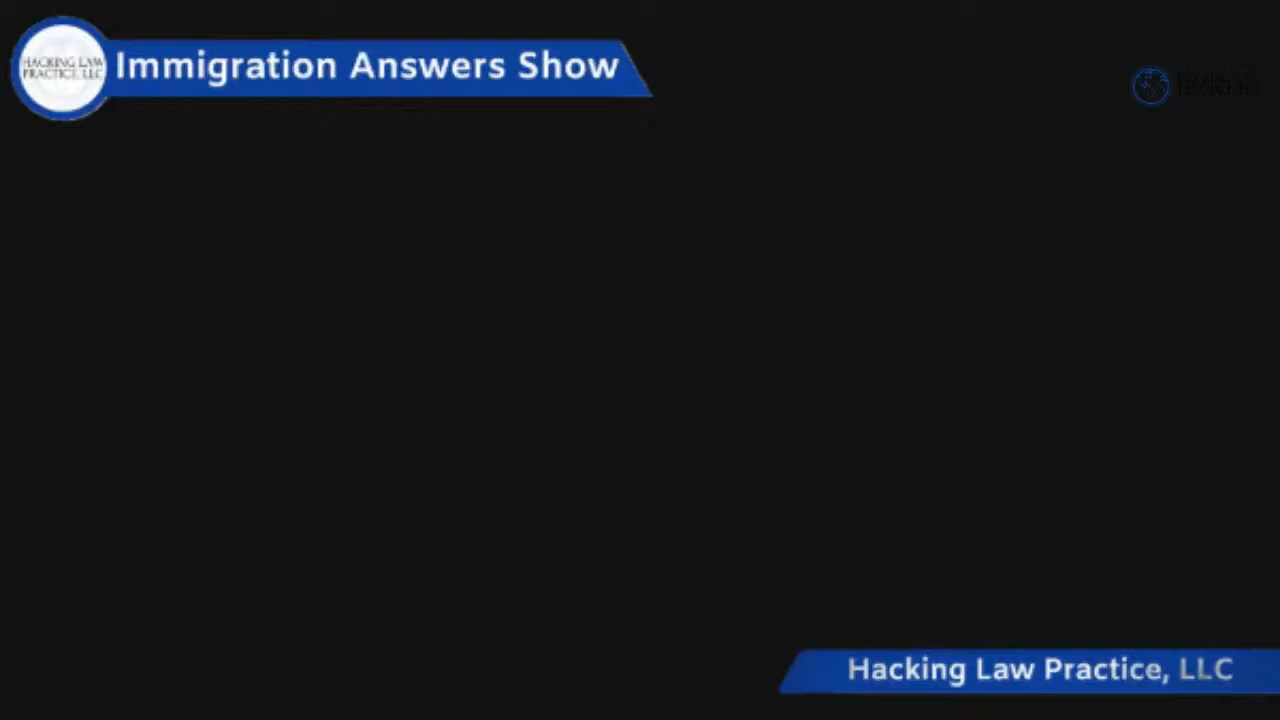 HACKING LAW
PRACTICE, LLC
Immigration Answers Show
Hacking Law Practice, LLC